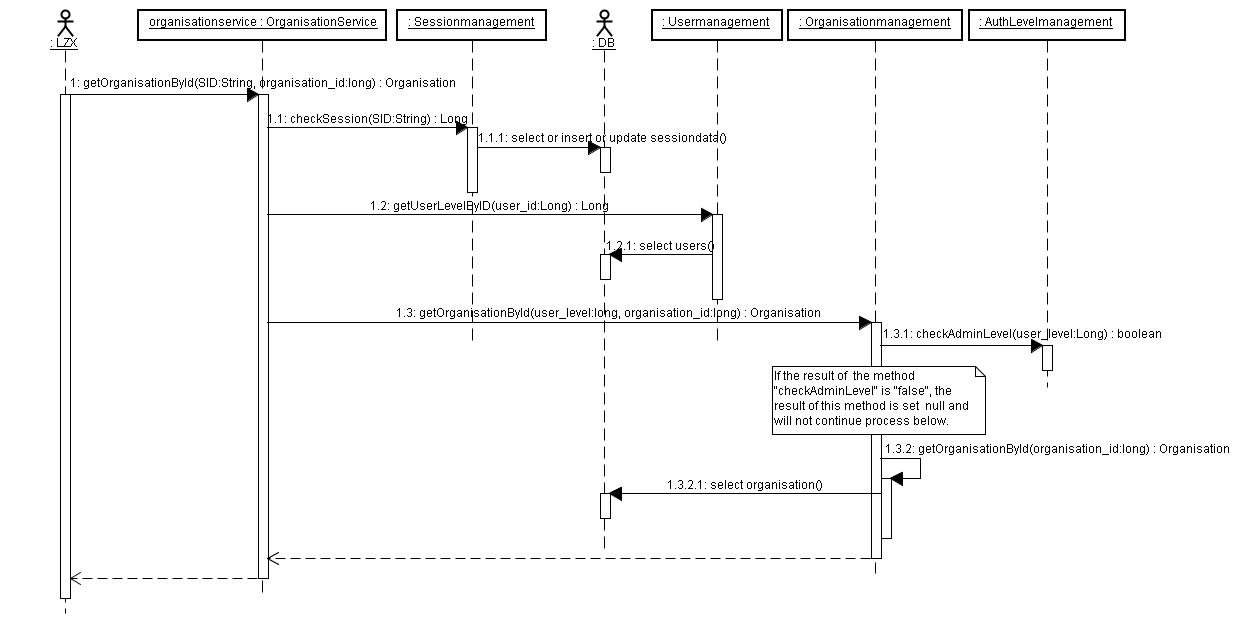 : LZX
organisationservice : OrganisationService
: Sessionmanagement
: DB
: Usermanagement
: Organisationmanagement
: AuthLevelmanagement
1: getOrganisationById(SID:String, organisation_id:long) : Organisation
1.1: checkSession(SID:String) : Long
1.1.1: select or insert or update sessiondata()
1.2: getUserLevelByID(user_id:Long) : Long
1.2.1: select users()
1.3: getOrganisationById(user_level:long, organisation_id:long) : Organisation
1.3.1: checkAdminLevel(user_level:Long) : boolean
If the result of the method
"checkAdminLevel" is "false", the
result of this method is set null and
will not continue process below.
1.3.2: getOrganisationById(organisation_id:long) : Organisation
1.3.2.1: select organisation()